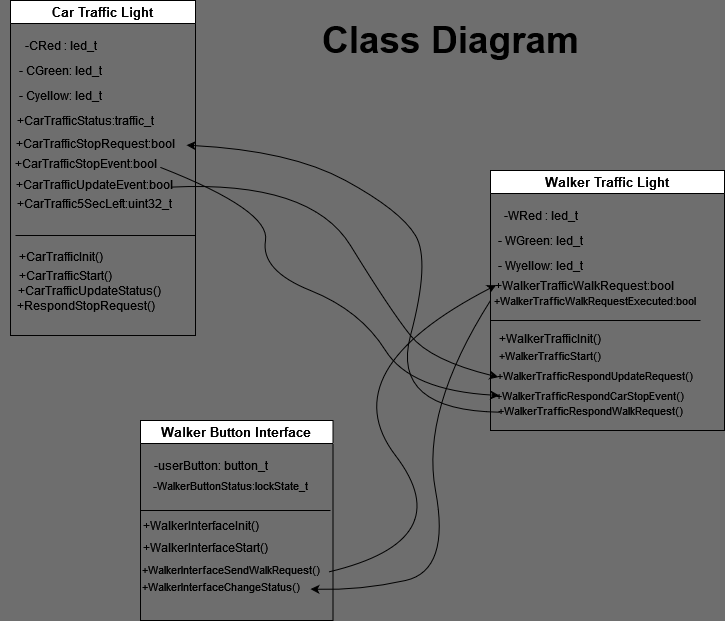 Car Traffic Light
-CRed : led_t
- CGreen: led_t
- Cyellow: led_t
+CarTrafficStatus:traffic_t
+CarTrafficStopRequest:bool
+CarTrafficStopEvent:bool
+CarTrafficUpdateEvent:bool
+CarTraffic5SecLeft:uint32_t
+CarTrafficInit()
+CarTrafficStart()
+CarTrafficUpdateStatus()
+RespondStopRequest()
Class Diagram
Walker Traffic Light
-WRed : led_t
- WGreen: led_t
- Wyellow: led_t
+WalkerTrafficWalkRequest:bool
+WalkerTrafficWalkRequestExecuted:bool
+WalkerTrafficInit()
+WalkerTrafficStart()
+WalkerTrafficRespondUpdateRequest()
+WalkerTrafficRespondCarStopEvent()
+WalkerTrafficRespondWalkRequest()
Walker Button Interface
-userButton: button_t
-WalkerButtonStatus:lockState_t
+WalkerInterfaceInit()
+WalkerInterfaceStart()
+WalkerInterfaceSendWalkRequest()
+WalkerInterfaceChangeStatus()